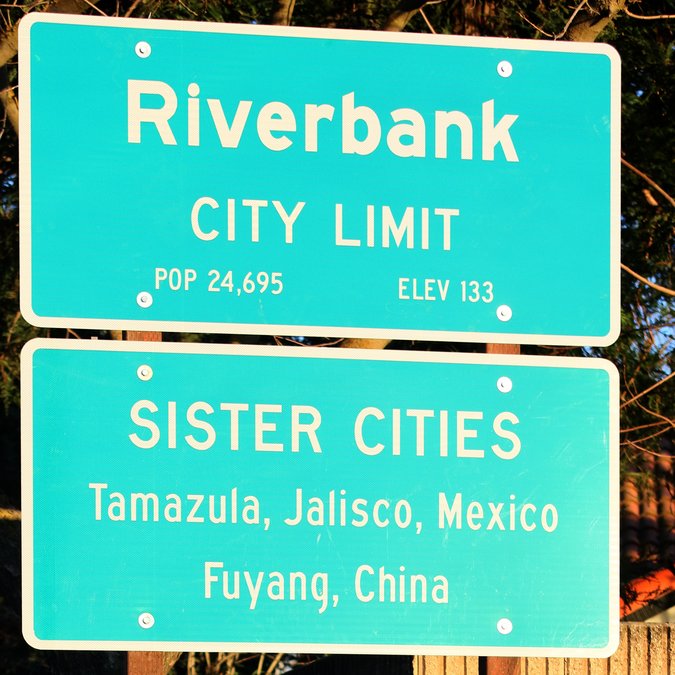 Riverbank
CITY LIMIT
POP 24,695 ELEV 133
SISTER CITIES
Tamazula, Jalisco, Mexico
Fuyang, China